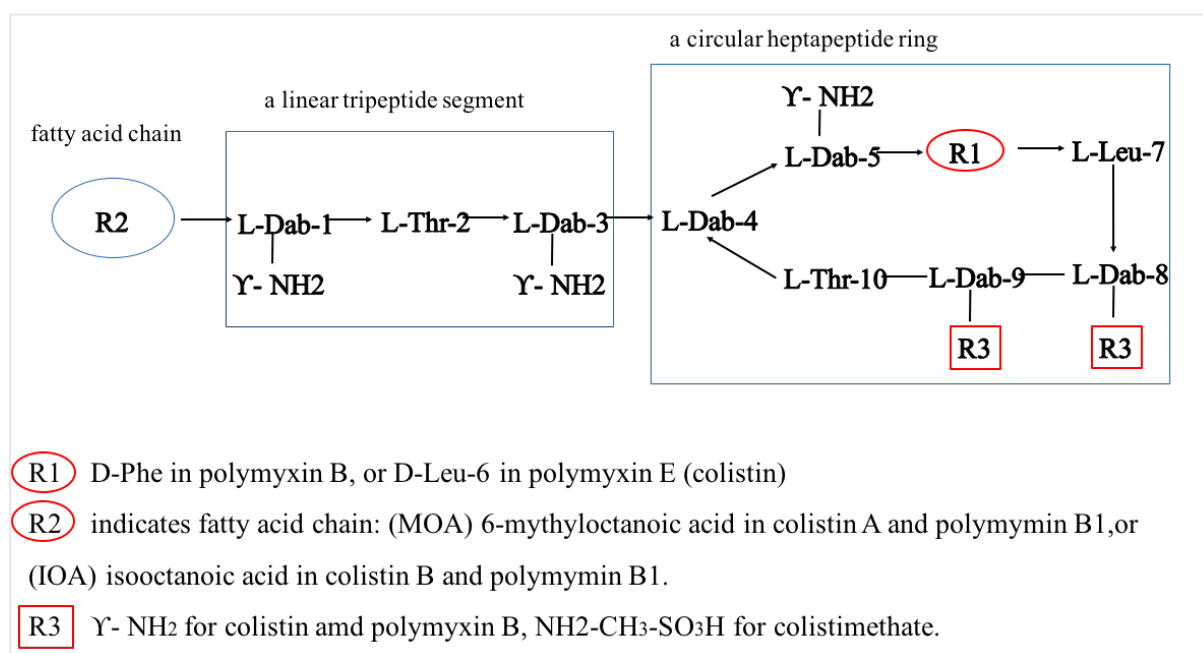 a circular heptapeptide ring
a linear tripeptide segment
fatty acid chain
ϒ- NH2
L-Dab-5
R1
L-Leu-7
R2
L-Dab-1
L-Thr-2
L-Dab-3
L-Dab-4
ϒ- NH2
ϒ- NH2
L-Thr-10
L-Dab-9
L-Dab-8
R3
R3
R1 D-Phe in polymyxin B, or D-Leu-6 in polymyxin E (colistin)
R2 indicates fatty acid chain: (MOA) 6-mythyloctanoic acid in colistin A and polymymin B1,or
(IOA) isooctanoic acid in colistin B and polymymin B1.
R3 ϒ- NH2 for colistin amd polymyxin B, NH2-CH3-SO3H for colistimethate.